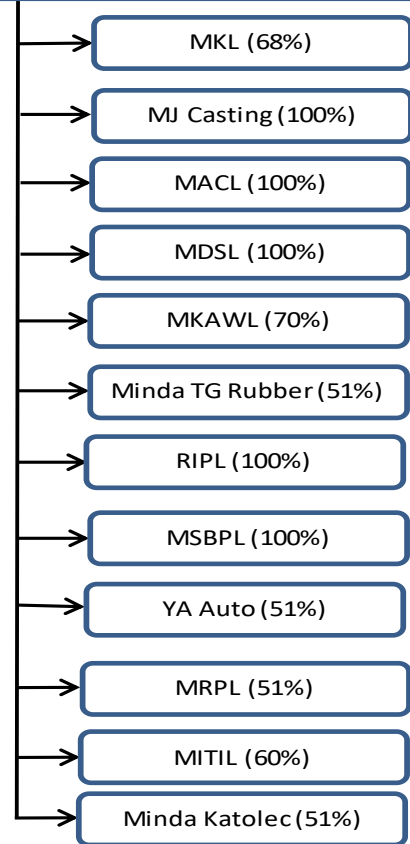 MKL (68%)
MJ Casting (100%)
MACL (100%)
MDSL (100%)
MKAWL (70%)
Minda TG Rubber (51%)
RIPL (100%)
MSBPL (100%)
YA Auto (51%)
MRPL (51%)
MITIL (60%)
Minda Katolec (51%)